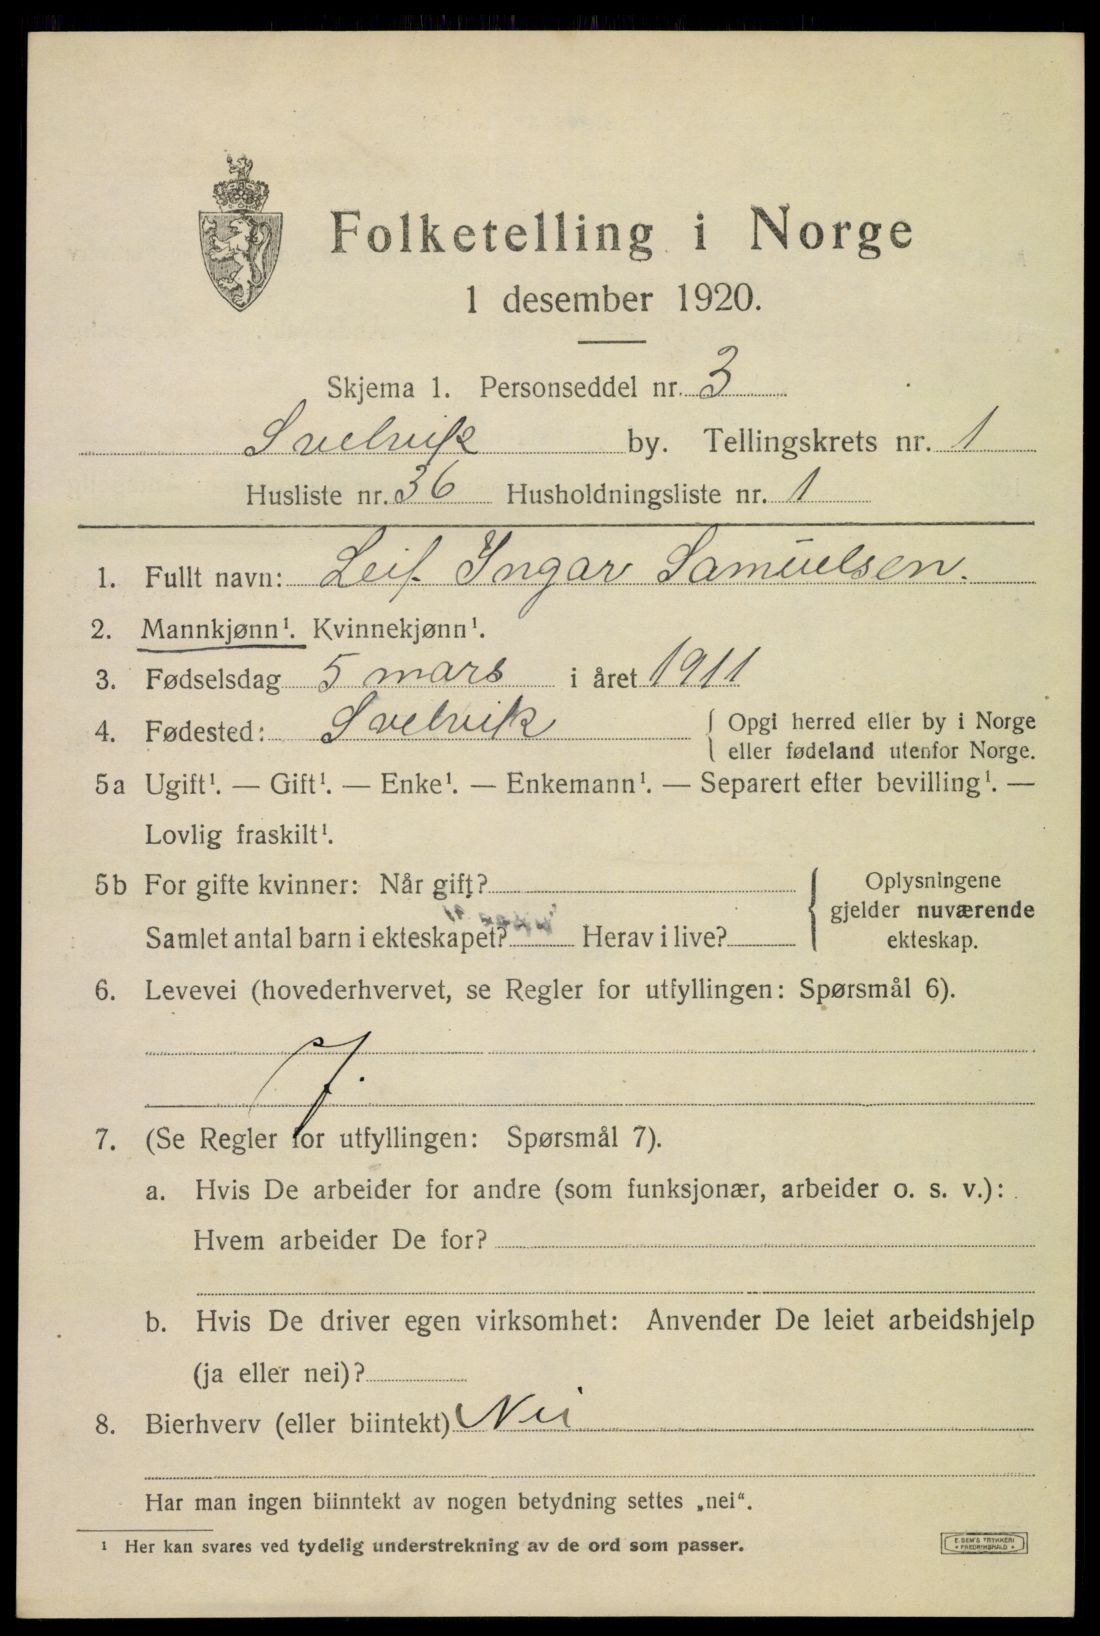 Folketelling i Norge
1 desember 1920.
Skjema 1. Personseddel nr. 3
Svelvik by. Tellingskrets nr. 1
Husliste nr. 36 Husholdningsliste nr. 1
1. Fullt navn: Leif Yngar Samuelsen.
2. Mannkjønn¹. Kvinnekjønn¹.
3. Fødselsdag 5 mars i året 1911
4. Fødested: Svelvik { Opgi herred eller by i Norge
eller fødeland utenfor Norge.
5a Ugift¹. — Gift¹. — Enke¹. — Enkemann¹. — Separert efter bevilling¹. —
Lovlig fraskilt¹.
5b For gifte kvinner: Når gift?
Samlet antal barn i ekteskapet? Herav i live?
Oplysningene
gjelder nuværende
ekteskap.
6. Levevei (hovederhvervet, se Regler for utfyllingen: Spørsmål 6).
7. (Se Regler for utfyllingen: Spørsmål 7).
a. Hvis De arbeider for andre (som funksjonær, arbeider o. s. v.):
Hvem arbeider De for?
b. Hvis De driver egen virksomhet: Anvender De leiet arbeidshjelp
(ja eller nei)?
8. Bierhverv (eller biintekt) Nei
Har man ingen biinntekt av nogen betydning settes „nei“.
¹ Her kan svares ved tydelig understrekning av de ord som passer.
E. SEM'S TRYKKERI
• FREDRIKSHALD •